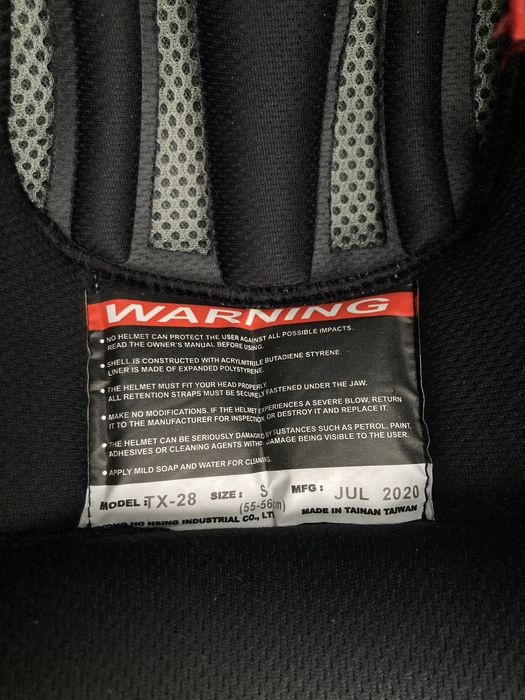 WARNING
• NO HELMET CAN PROTECT THE USER AGAINST ALL POSSIBLE IMPACTS.
READ THE OWNER'S MANUAL BEFORE USING.
• SHELL IS CONSTRUCTED WITH ACRYLNITRILE BUTADIENE STYRENE.
LINER IS MADE OF EXPANDED POLYSTYRENE.
• THE HELMET MUST FIT YOUR HEAD PROPERLY.
ALL RETENTION STRAPS MUST BE SECURELY FASTENED UNDER THE JAW.
• MAKE NO MODIFICATIONS. IF THE HELMET EXPERIENCES A SEVERE BLOW, RETURN
IT TO THE MANUFACTURER FOR INSPECTION OR DESTROY IT AND REPLACE IT.
• THE HELMET CAN BE SERIOUSLY DAMAGED BY SUSTANCES SUCH AS PETROL, PAINT,
ADHESIVES OR CLEANING AGENTS WITHOUT DAMAGE BEING VISIBLE TO THE USER.
• APPLY MILD SOAP AND WATER FOR CLEANING.
MODEL: TX-28 SIZE: S MFG: JUL 2020
(55-56cm)
HO HSING INDUSTRIAL CO., LTD MADE IN TAINAN TAIWAN